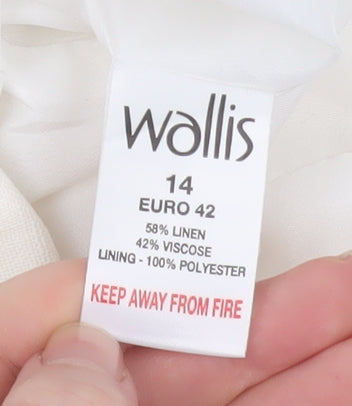 wallis
14
EURO 42
58% LINEN
42% VISCOSE
LINING - 100% POLYESTER
KEEP AWAY FROM FIRE